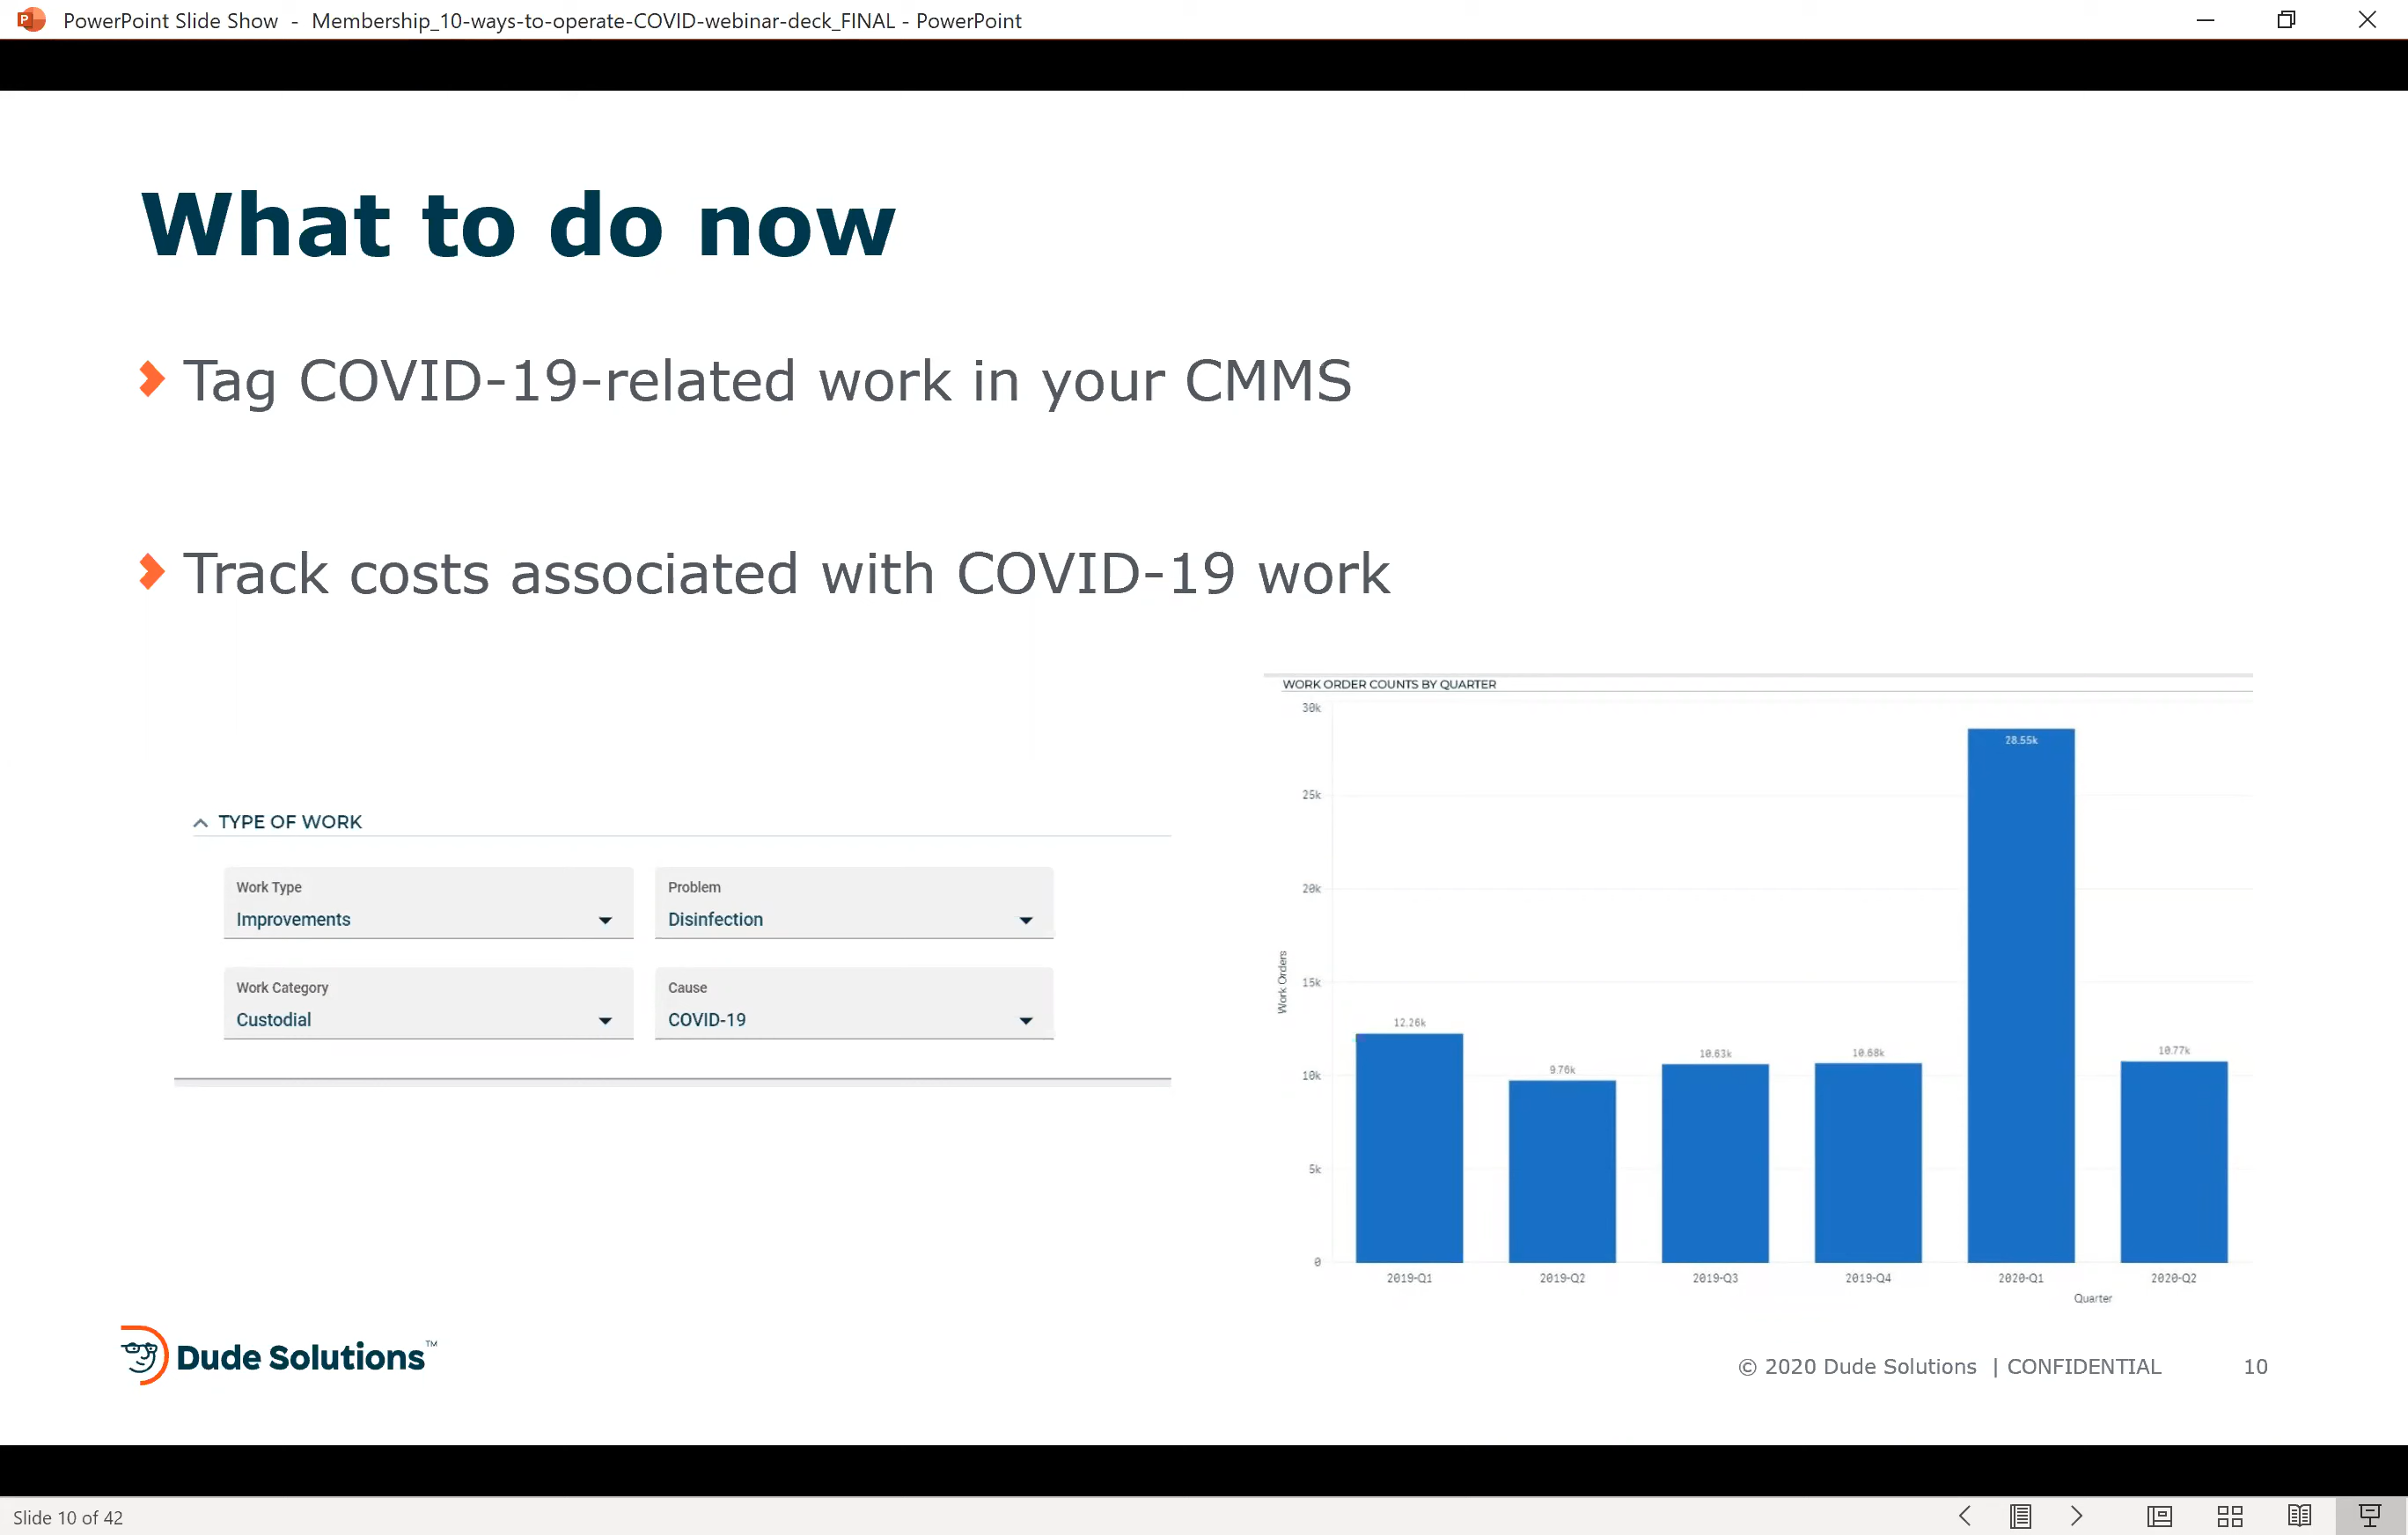 PowerPoint Slide Show - Membership_10-ways-to-operate-COVID-webinar-deck_FINAL - PowerPoint
What to do now
Tag COVID-19-related work in your CMMS
Track costs associated with COVID-19 work
TYPE OF WORK
Work Type
Improvements
Problem
Disinfection
Work Category
Custodial
Cause
COVID-19
WORK ORDER COUNTS BY QUARTER
30k
25k
20k
15k
10k
5k
0
Work Orders
12.26k
9.76k
10.63k
10.68k
28.55k
10.77k
2019-Q1
2019-Q2
2019-Q3
2019-Q4
2020-Q1
2020-Q2
Quarter
Dude Solutions™
© 2020 Dude Solutions | CONFIDENTIAL
10
Slide 10 of 42